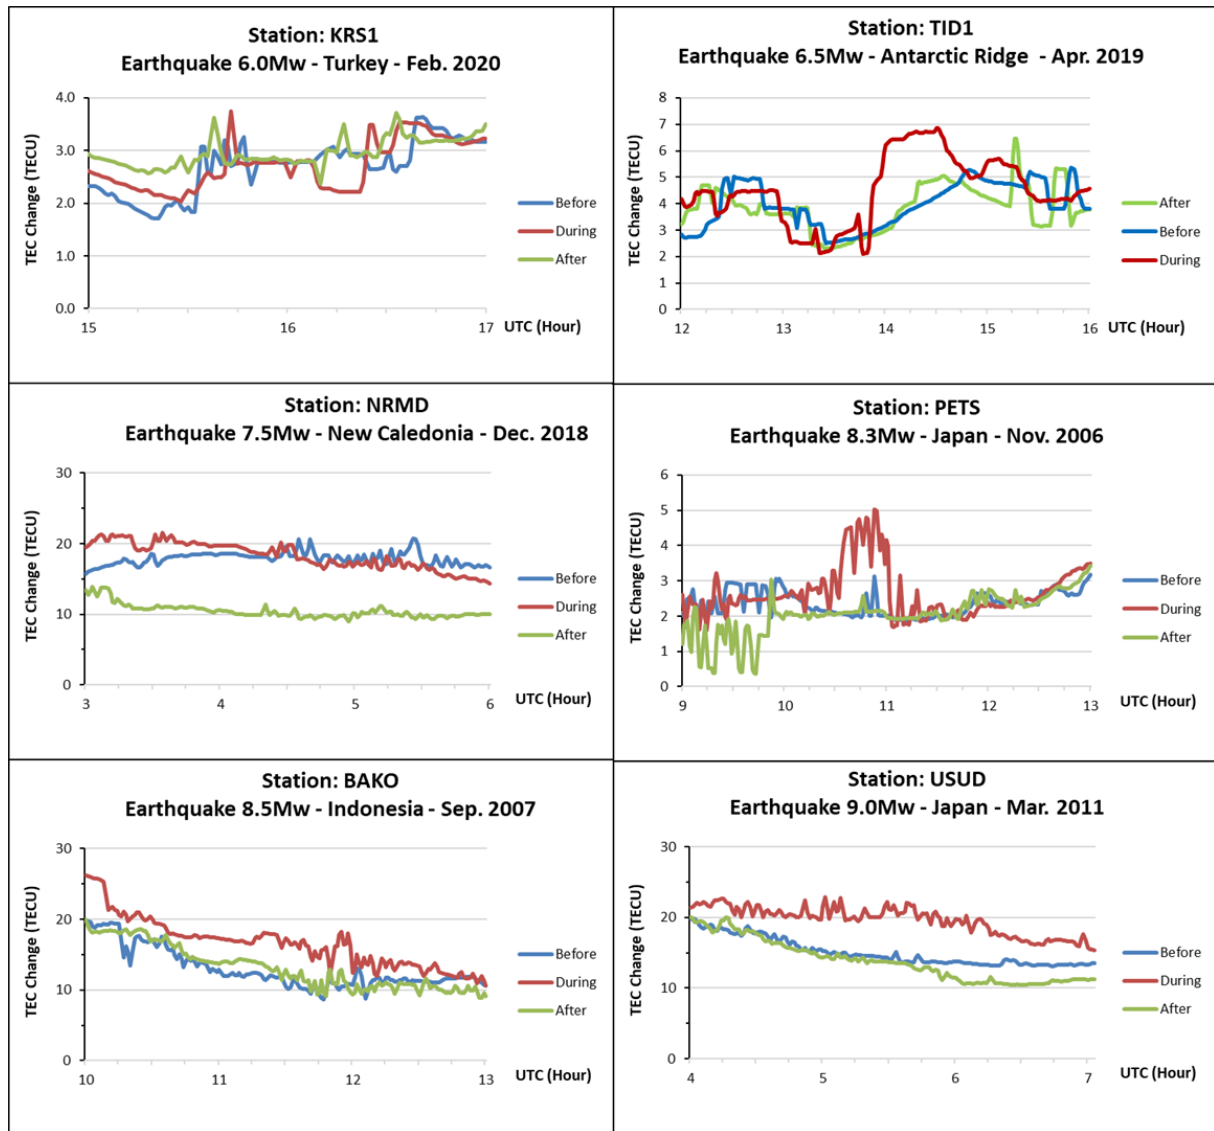 Station: KRS1
Earthquake 6.0Mw - Turkey - Feb. 2020
TEC Change (TECU)
4.0
3.0
2.0
1.0
0.0
15
16
17
UTC (Hour)
Before
During
After
Station: TID1
Earthquake 6.5Mw - Antarctic Ridge - Apr. 2019
TEC Change (TECU)
8
7
6
5
4
3
2
1
0
12
13
14
15
16
UTC (Hour)
After
Before
During
Station: NRMD
Earthquake 7.5Mw - New Caledonia - Dec. 2018
TEC Change (TECU)
30
20
10
0
3
4
5
6
UTC (Hour)
Before
During
After
Station: PETS
Earthquake 8.3Mw - Japan - Nov. 2006
TEC Change (TECU)
6
5
4
3
2
1
0
9
10
11
12
13
UTC (Hour)
Before
During
After
Station: BAKO
Earthquake 8.5Mw - Indonesia - Sep. 2007
TEC Change (TECU)
30
20
10
0
10
11
12
13
UTC (Hour)
Before
During
After
Station: USUD
Earthquake 9.0Mw - Japan - Mar. 2011
TEC Change (TECU)
30
20
10
0
4
5
6
7
UTC (Hour)
Before
During
After